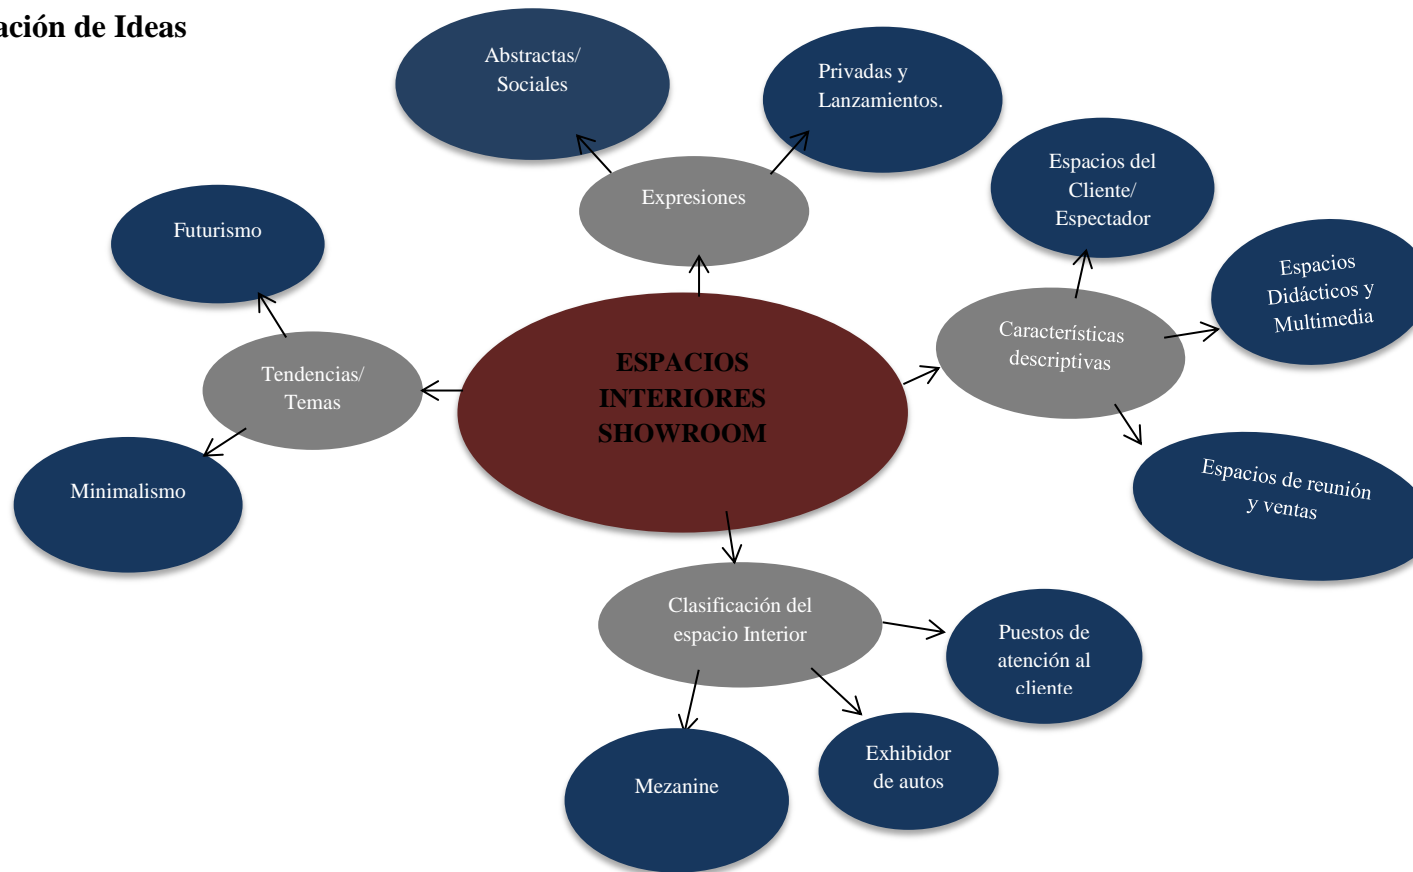 ación de Ideas
Abstractas/
Sociales
Privadas y
Lanzamientos.
Expresiones
Espacios del
Cliente/
Espectador
Futurismo
Espacios
Didácticos y
Multimedia
Características
descriptivas
Tendencias/
Temas
ESPACIOS
INTERIORES
SHOWROOM
Minimalismo
Espacios de reunión
y ventas
Clasificación del
espacio Interior
Puestos de
atención al
cliente
Exhibidor
de autos
Mezanine